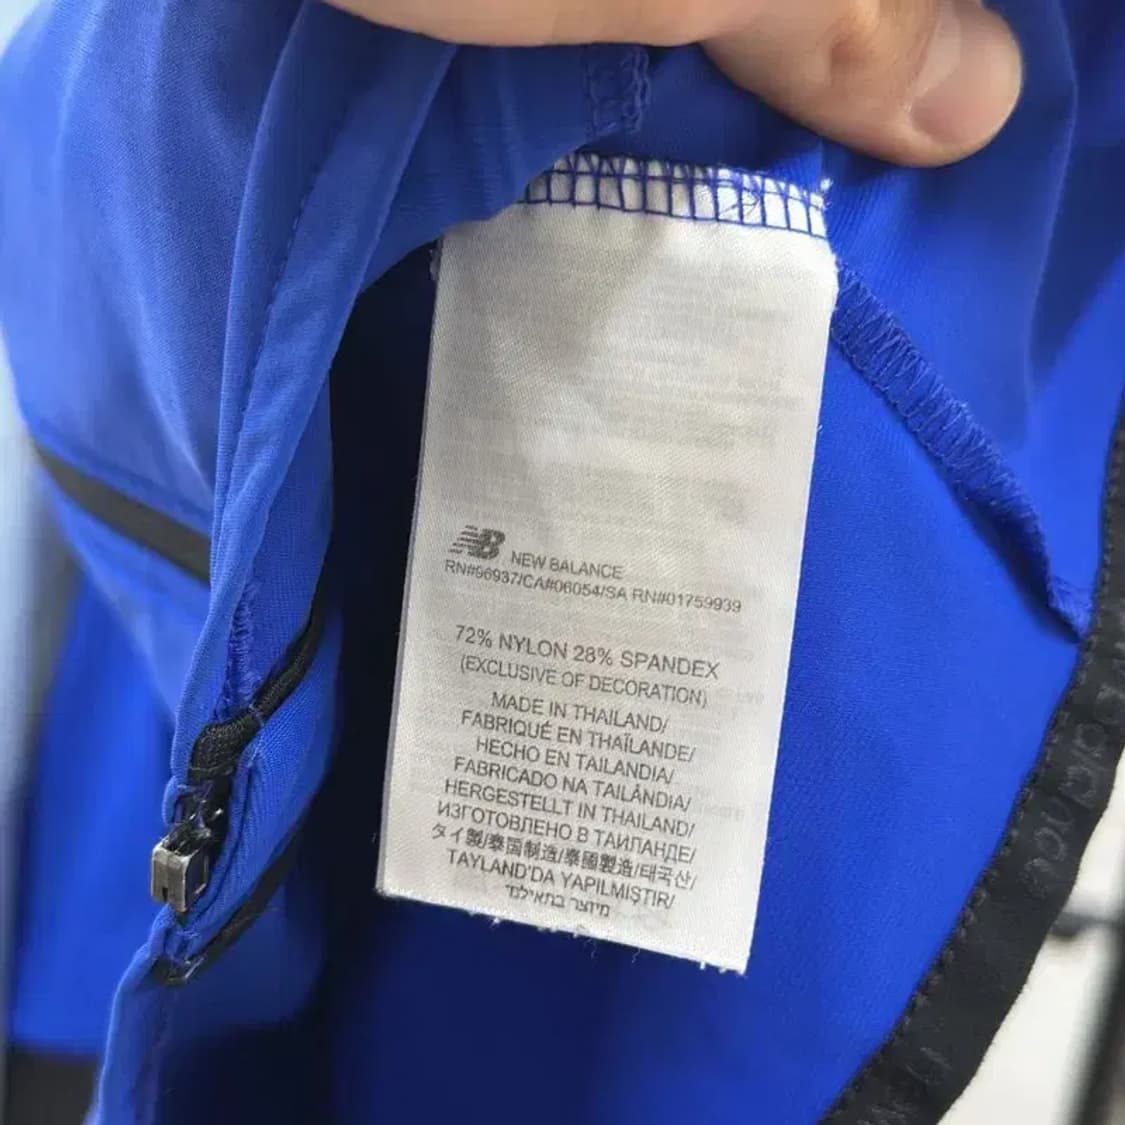 NB NEW BALANCE
RN#96937/CA#06054/SA RN#01759939
72% NYLON 28% SPANDEX
(EXCLUSIVE OF DECORATION)
MADE IN THAILAND/
FABRIQUÉ EN THAÏLANDE/
HECHO EN TAILANDIA/
FABRICADO NA TAILÂNDIA/
HERGESTELLT IN THAILAND/
ИЗГОТОВЛЕНО В ТАИЛАНДЕ/
タイ製/泰国制造/泰國製造/태국산/
TAYLAND'DA YAPILMIŞTIR/
מיוצר בתאילנד